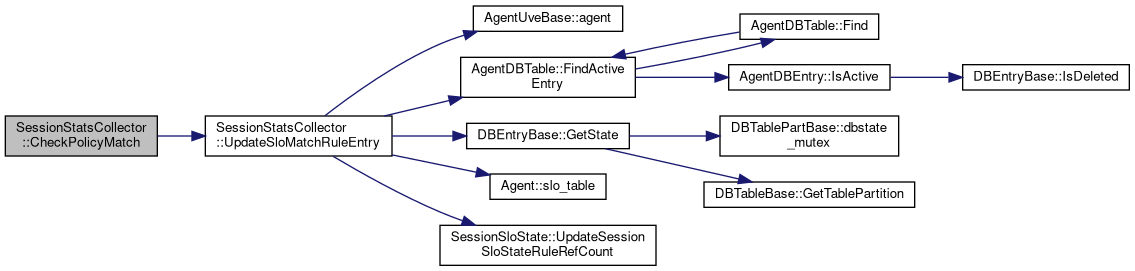 SessionStatsCollector
::CheckPolicyMatch
SessionStatsCollector
::UpdateSloMatchRuleEntry
AgentUveBase::agent
AgentDBTable::FindActive
Entry
DBEntryBase::GetState
Agent::slo_table
SessionSloState::UpdateSession
SloStateRuleRefCount
AgentDBTable::Find
AgentDBEntry::IsActive
DBTablePartBase::dbstate
_mutex
DBTableBase::GetTablePartition
DBEntryBase::IsDeleted